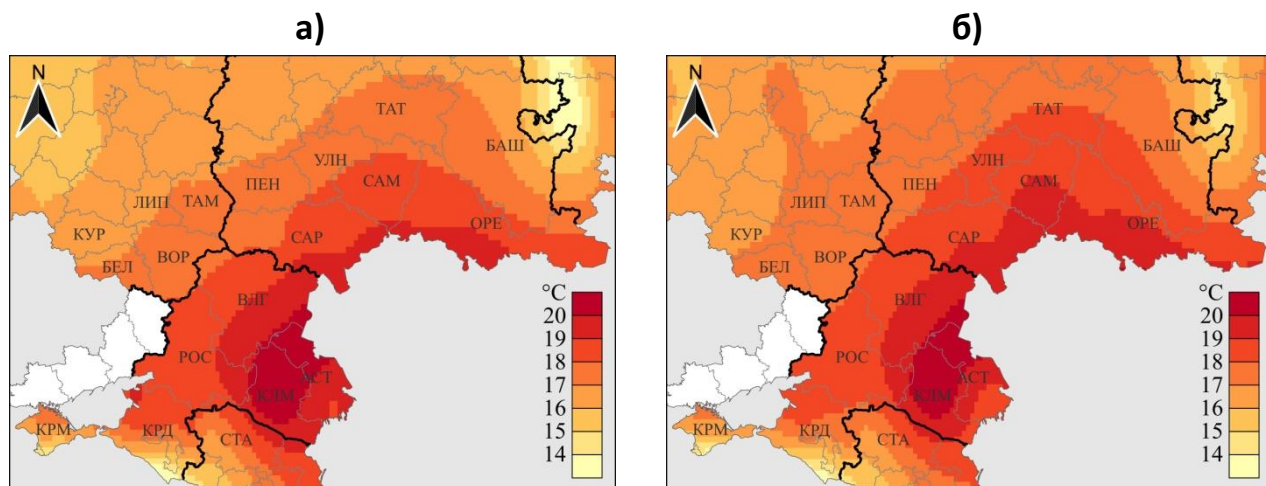 а)
N
ТАТ
БАШ
УЛН
ПЕН
САМ
ЛИП
ТАМ
КУР
САР
ОРЕ
БЕЛ
ВОР
ВЛГ
РОС
АСТ
КЛМ
КРМ
КРД
СТА
°C
20
19
18
17
16
15
14
б)
N
ТАТ
БАШ
УЛН
ПЕН
САМ
ЛИП
ТАМ
КУР
САР
ОРЕ
БЕЛ
ВОР
ВЛГ
РОС
АСТ
КЛМ
КРМ
КРД
СТА
°C
20
19
18
17
16
15
14